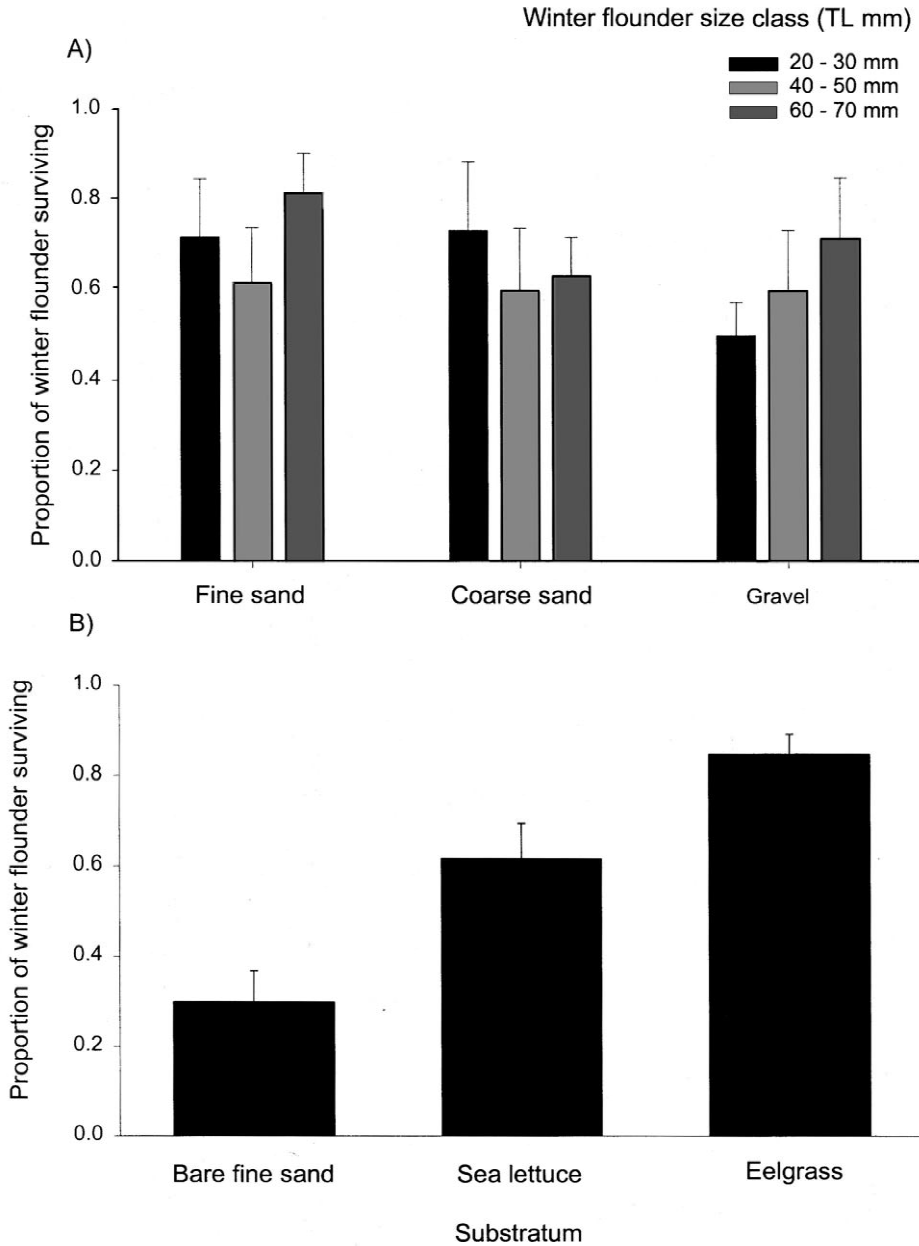 Winter flounder size class (TL mm)
A)
20 - 30 mm
40 - 50 mm
60 - 70 mm
Proportion of winter flounder surviving
1.0
0.8
0.6
0.4
0.2
0.0
Fine sand Coarse sand Gravel
B)
Proportion of winter flounder surviving
1.0
0.8
0.6
0.4
0.2
0.0
Bare fine sand Sea lettuce Eelgrass
Substratum